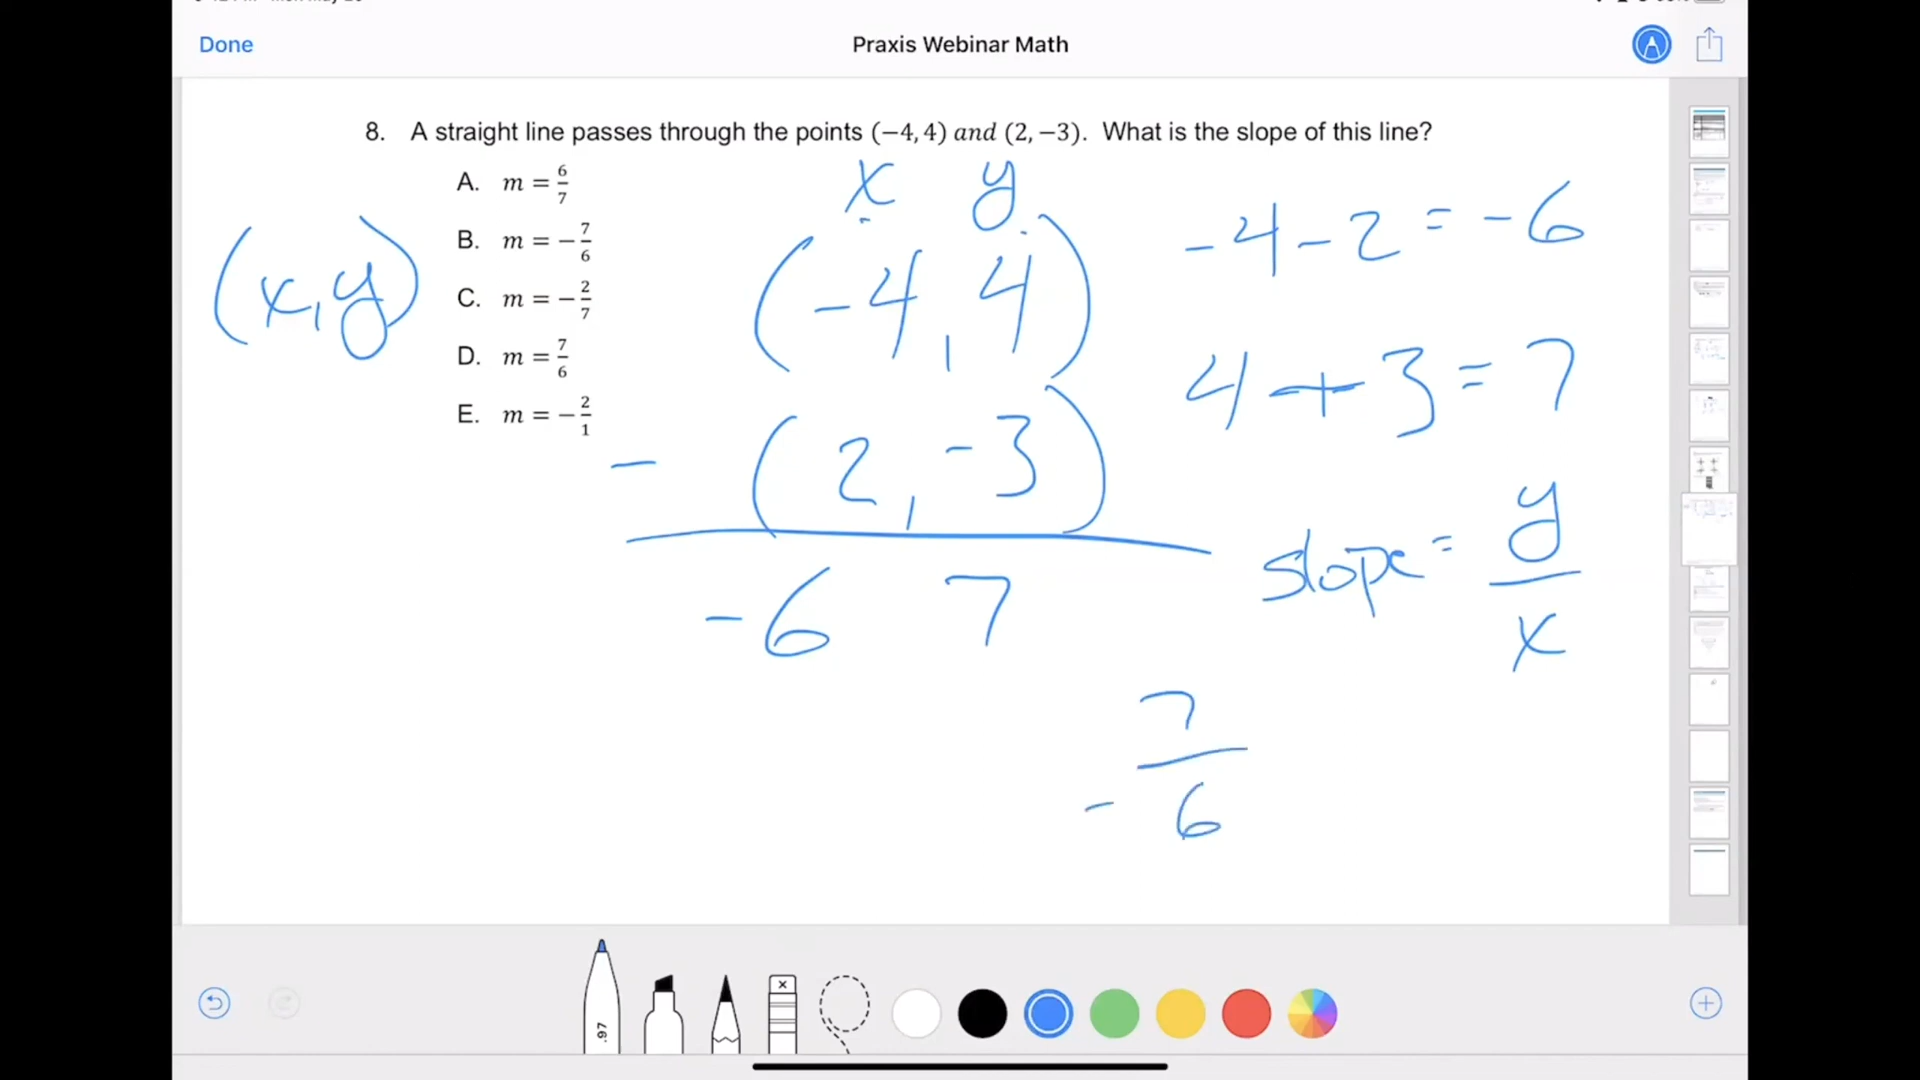 Done
Praxis Webinar Math
8. A straight line passes through the points (−4, 4) and (2, −3). What is the slope of this line?
A. m = 6/7
B. m = −7/6
C. m = −2/7
D. m = 7/6
E. m = −2/1
(x,y)
x y
(-4, 4)
- (2, -3)
-6 7
-4-2 = -6
4+3 = 7
slope = y/x
-7/6
.97